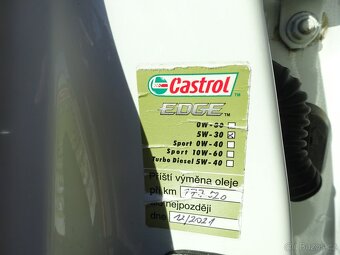 Castrol
EDGE
0W-30
5W-30
Sport 0W-40
Sport 10W-60
Turbo Diesel 5W-40
Příští výměna oleje
při km
nejpozději
dne 12/2021